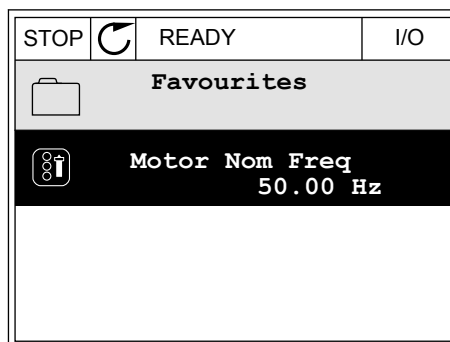 STOP READY I/O
Favourites
Motor Nom Freq
50.00 Hz